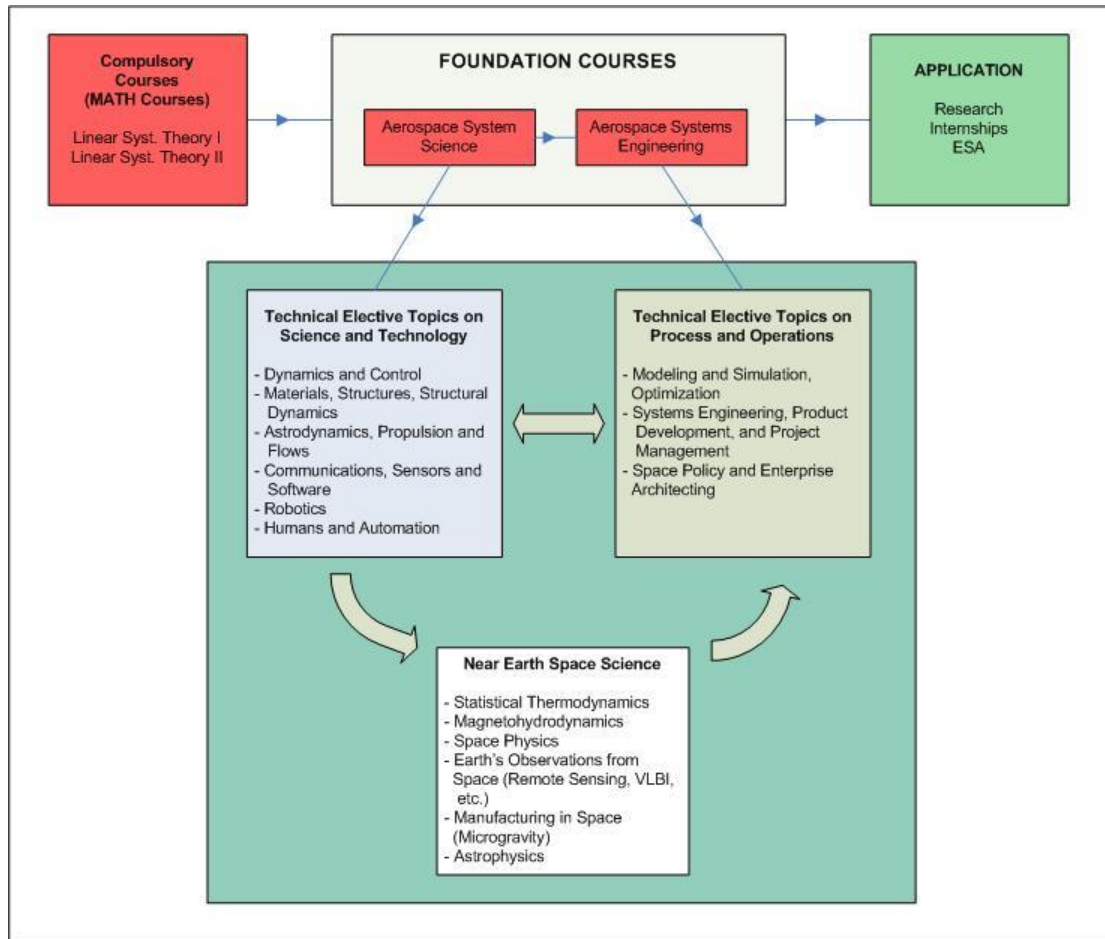 Compulsory
Courses
(MATH Courses)
Linear Syst. Theory I
Linear Syst. Theory II
FOUNDATION COURSES
Aerospace System
Science
Aerospace Systems
Engineering
APPLICATION
Research
Internships
ESA
Technical Elective Topics on
Science and Technology
- Dynamics and Control
- Materials, Structures, Structural
Dynamics
- Astrodynamics, Propulsion and
Flows
- Communications, Sensors and
Software
- Robotics
- Humans and Automation
Technical Elective Topics on
Process and Operations
- Modeling and Simulation,
Optimization
- Systems Engineering, Product
Development, and Project
Management
- Space Policy and Enterprise
Architecting
Near Earth Space Science
- Statistical Thermodynamics
- Magnetohydrodynamics
- Space Physics
- Earth's Observations from
Space (Remote Sensing, VLBI,
etc.)
- Manufacturing in Space
(Microgravity)
- Astrophysics